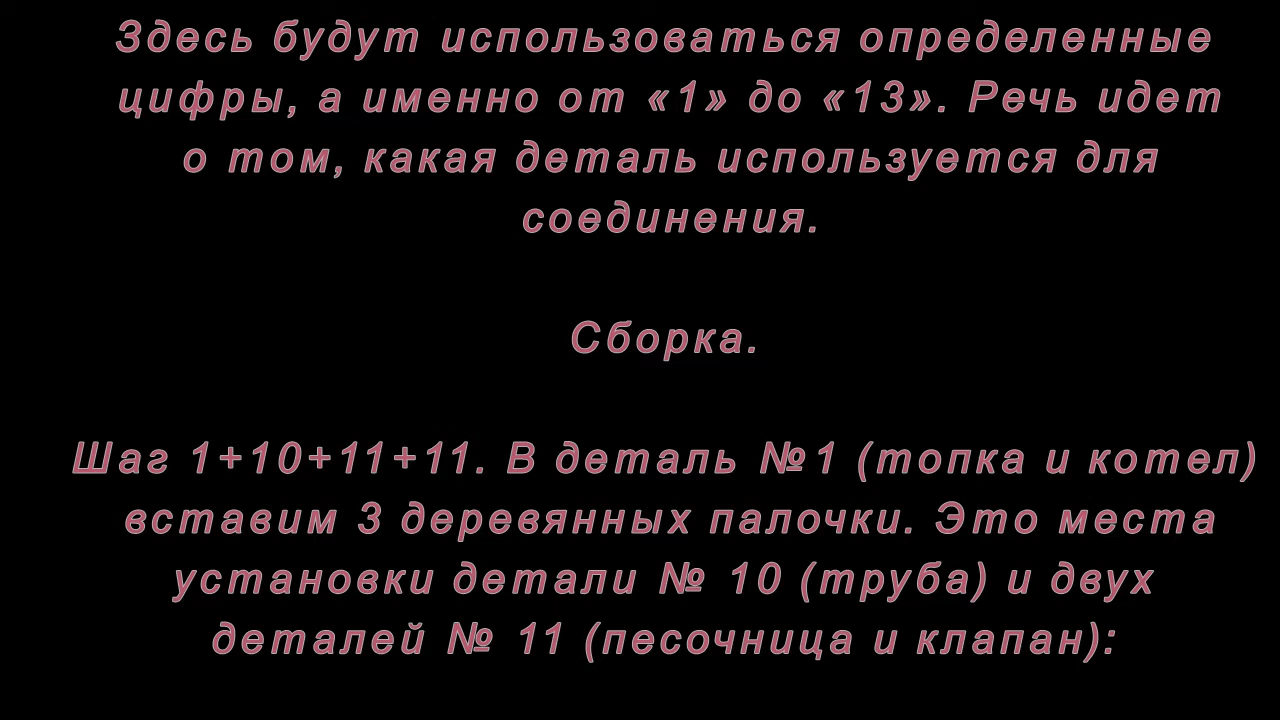 Здесь будут использоваться определенные
цифры, а именно от «1» до «13». Речь идет
о том, какая деталь используется для
соединения.
Сборка.
Шаг 1+10+11+11. В деталь №1 (топка и котел)
вставим 3 деревянных палочки. Это места
установки детали № 10 (труба) и двух
деталей № 11 (песочница и клапан):